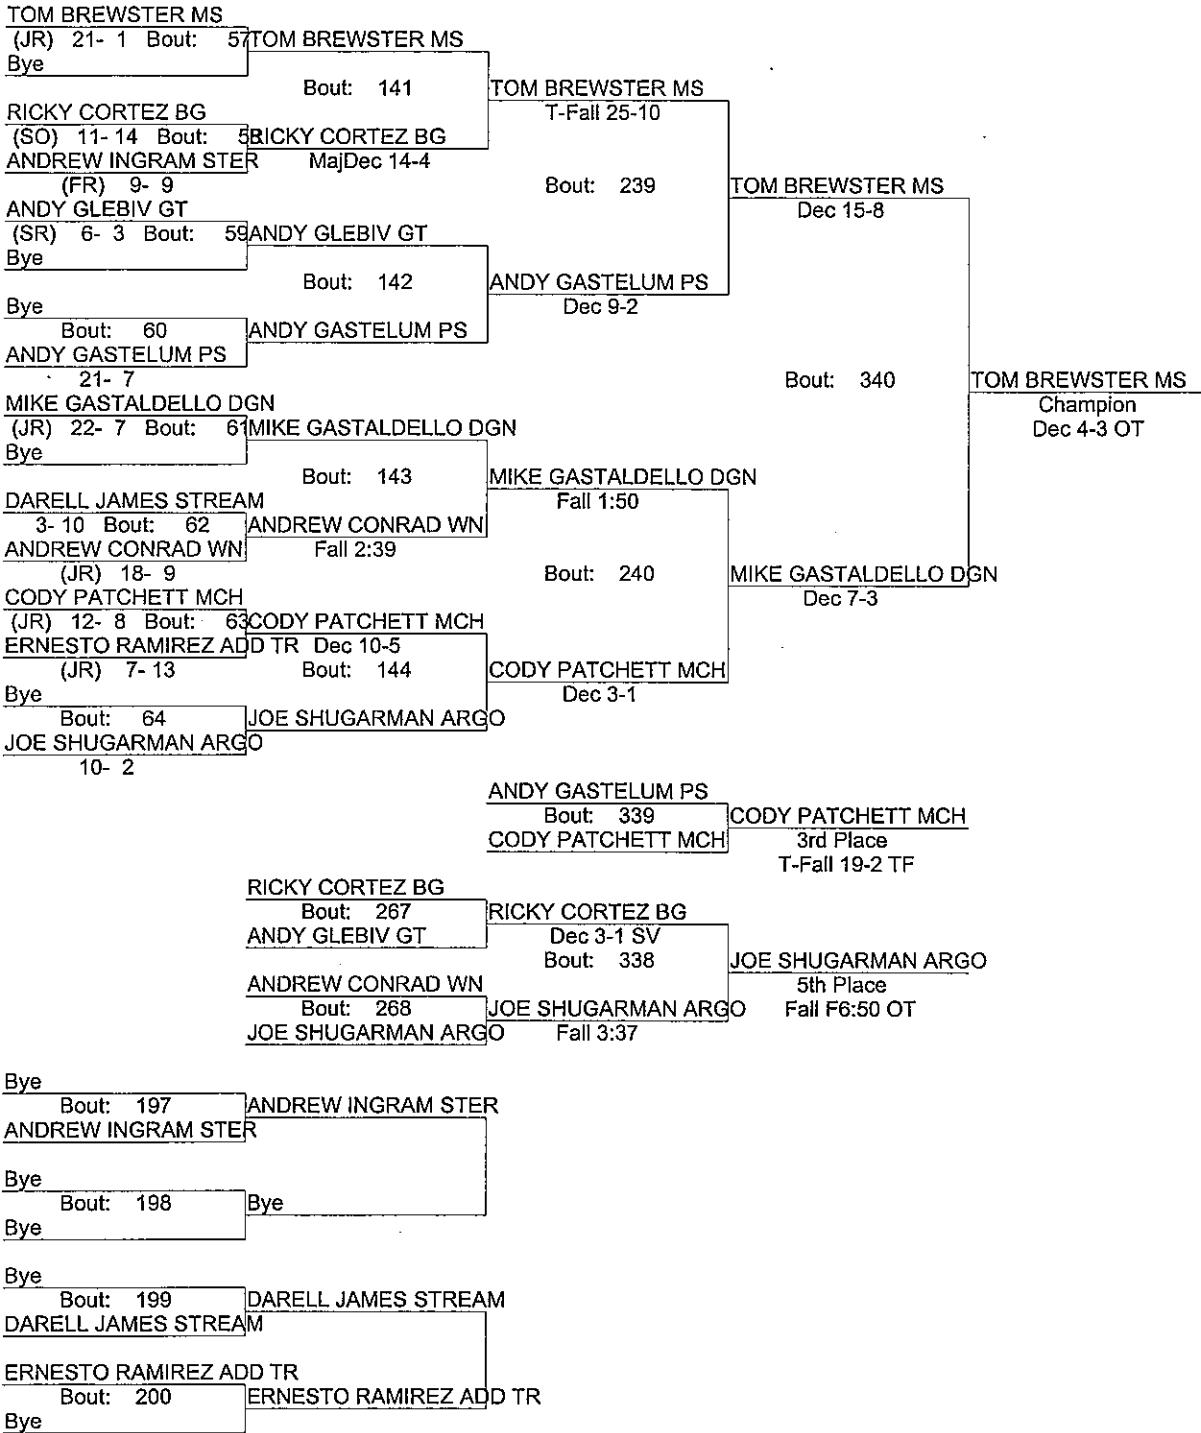 TOM BREWSTER MS
(JR) 21- 1 Bout: 57
Bye
TOM BREWSTER MS
Bout: 141
RICKY CORTEZ BG
(SO) 11- 14 Bout: 58
ANDREW INGRAM STER
(FR) 9- 9
RICKY CORTEZ BG
MajDec 14-4
TOM BREWSTER MS
T-Fall 25-10
Bout: 239
ANDY GLEBIV GT
(SR) 6- 3 Bout: 59
Bye
ANDY GLEBIV GT
Bout: 142
Bye
Bout: 60
ANDY GASTELUM PS
21- 7
ANDY GASTELUM PS
ANDY GASTELUM PS
Dec 9-2
TOM BREWSTER MS
Dec 15-8
Bout: 340
TOM BREWSTER MS
Champion
Dec 4-3 OT
MIKE GASTALDELLO DGN
(JR) 22- 7 Bout: 61
Bye
MIKE GASTALDELLO DGN
Bout: 143
DARELL JAMES STREAM
3- 10 Bout: 62
ANDREW CONRAD WN
(JR) 18- 9
ANDREW CONRAD WN
Fall 2:39
MIKE GASTALDELLO DGN
Fall 1:50
Bout: 240
CODY PATCHETT MCH
(JR) 12- 8 Bout: 63
ERNESTO RAMIREZ ADD TR
(JR) 7- 13
CODY PATCHETT MCH
Dec 10-5
Bout: 144
Bye
Bout: 64
JOE SHUGARMAN ARGO
10- 2
JOE SHUGARMAN ARGO
CODY PATCHETT MCH
Dec 3-1
MIKE GASTALDELLO DGN
Dec 7-3
ANDY GASTELUM PS
Bout: 339
CODY PATCHETT MCH
CODY PATCHETT MCH
3rd Place
T-Fall 19-2 TF
RICKY CORTEZ BG
Bout: 267
ANDY GLEBIV GT
RICKY CORTEZ BG
Dec 3-1 SV
Bout: 338
ANDREW CONRAD WN
Bout: 268
JOE SHUGARMAN ARGO
JOE SHUGARMAN ARGO
Fall 3:37
JOE SHUGARMAN ARGO
5th Place
Fall F6:50 OT
Bye
Bout: 197
ANDREW INGRAM STER
ANDREW INGRAM STER
Bye
Bout: 198
Bye
Bye
Bye
Bout: 199
DARELL JAMES STREAM
DARELL JAMES STREAM
ERNESTO RAMIREZ ADD TR
Bout: 200
Bye
ERNESTO RAMIREZ ADD TR